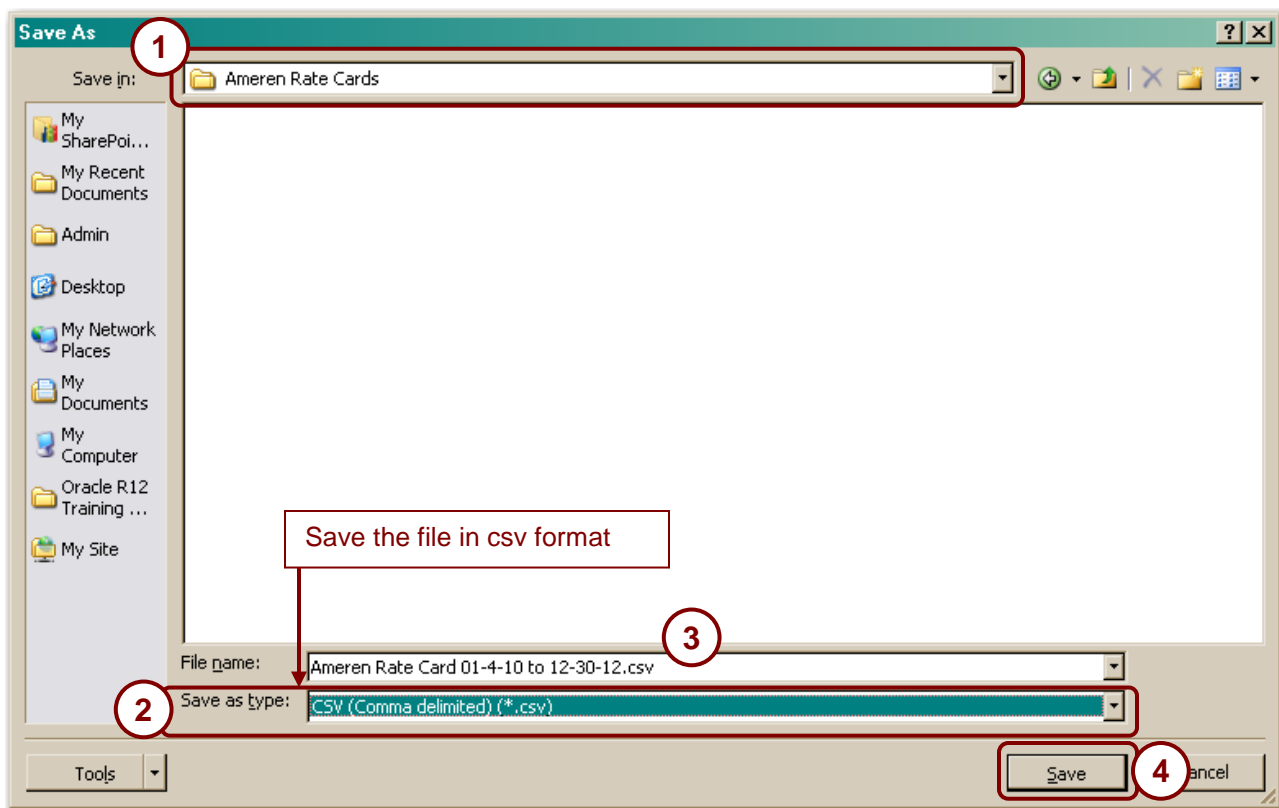 Save As
1
Save in:
Ameren Rate Cards
My
SharePoi...
My Recent
Documents
Admin
Desktop
My Network
Places
My
Documents
My
Computer
Oracle R12
Training ...
My Site
Save the file in csv format
3
File name:
Ameren Rate Card 01-4-10 to 12-30-12.csv
2
Save as type:
CSV (Comma delimited) (*.csv)
Tools
Save
4
ancel